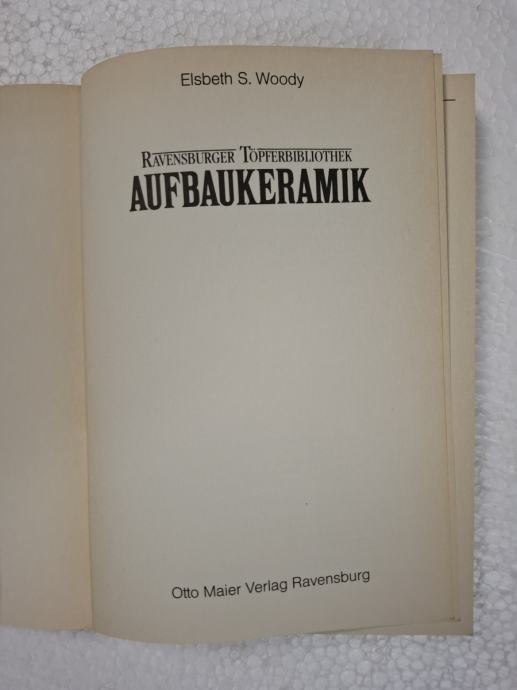 Elsbeth S. Woody
RAVENSBURGER TÖPFERBIBLIOTHEK
AUFBAUKERAMIK
Otto Maier Verlag Ravensburg